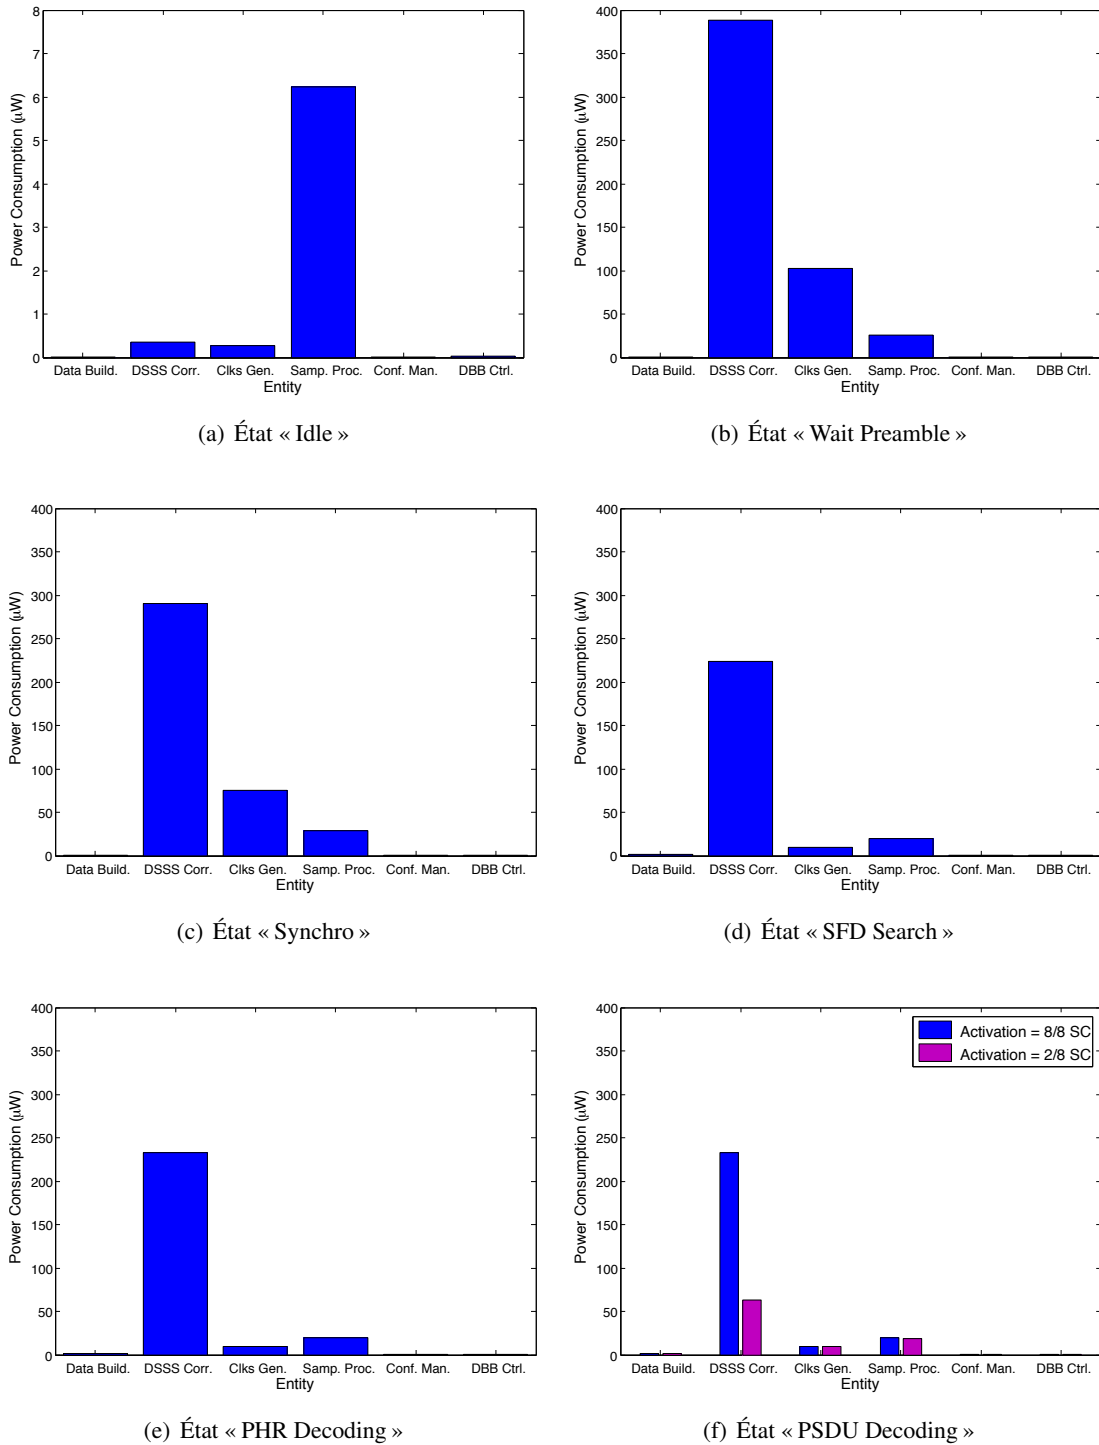 8
7
6
5
4
3
2
1
0
Power Consumption (μW)
Data Build. DSSS Corr. Clks Gen. Samp. Proc. Conf. Man. DBB Ctrl.
Entity
(a) État « Idle »
400
350
300
250
200
150
100
50
0
Power Consumption (μW)
Data Build. DSSS Corr. Clks Gen. Samp. Proc. Conf. Man. DBB Ctrl.
Entity
(b) État « Wait Preamble »
400
350
300
250
200
150
100
50
0
Power Consumption (μW)
Data Build. DSSS Corr. Clks Gen. Samp. Proc. Conf. Man. DBB Ctrl.
Entity
(c) État « Synchro »
400
350
300
250
200
150
100
50
0
Power Consumption (μW)
Data Build. DSSS Corr. Clks Gen. Samp. Proc. Conf. Man. DBB Ctrl.
Entity
(d) État « SFD Search »
400
350
300
250
200
150
100
50
0
Power Consumption (μW)
Data Build. DSSS Corr. Clks Gen. Samp. Proc. Conf. Man. DBB Ctrl.
Entity
(e) État « PHR Decoding »
400
350
300
250
200
150
100
50
0
Power Consumption (μW)
Activation = 8/8 SC
Activation = 2/8 SC
Data Build. DSSS Corr. Clks Gen. Samp. Proc. Conf. Man. DBB Ctrl.
Entity
(f) État « PSDU Decoding »